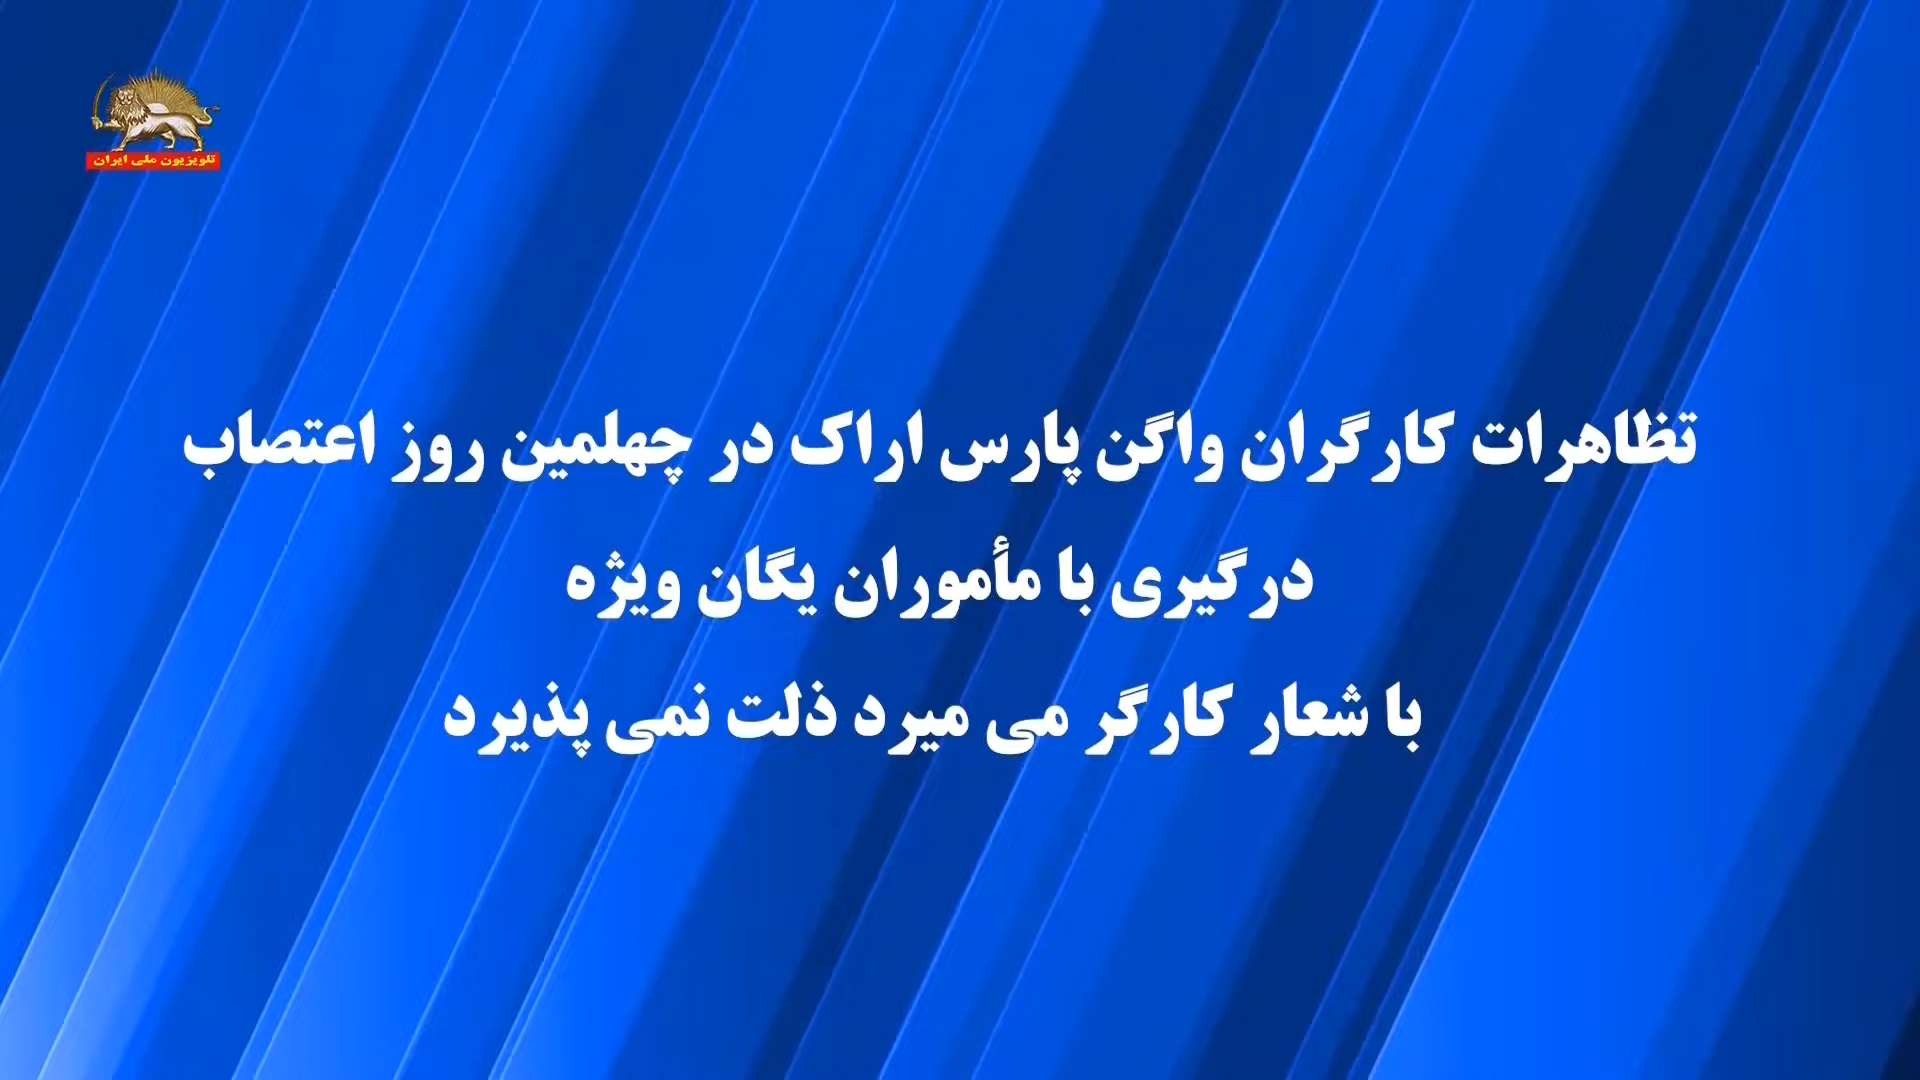 تلویزیون ملی ایران
تظاهرات کارگران واگن پارس اراک در چهلمین روز اعتصاب
درگیری با مأموران یگان ویژه
با شعار کارگر می میرد ذلت نمی پذیرد